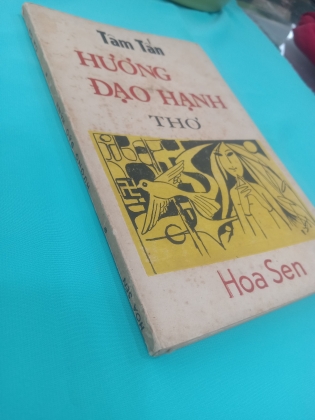 Tâm Tấn
HƯƠNG
ĐẠO HẠNH
THƠ
Hoa Sen